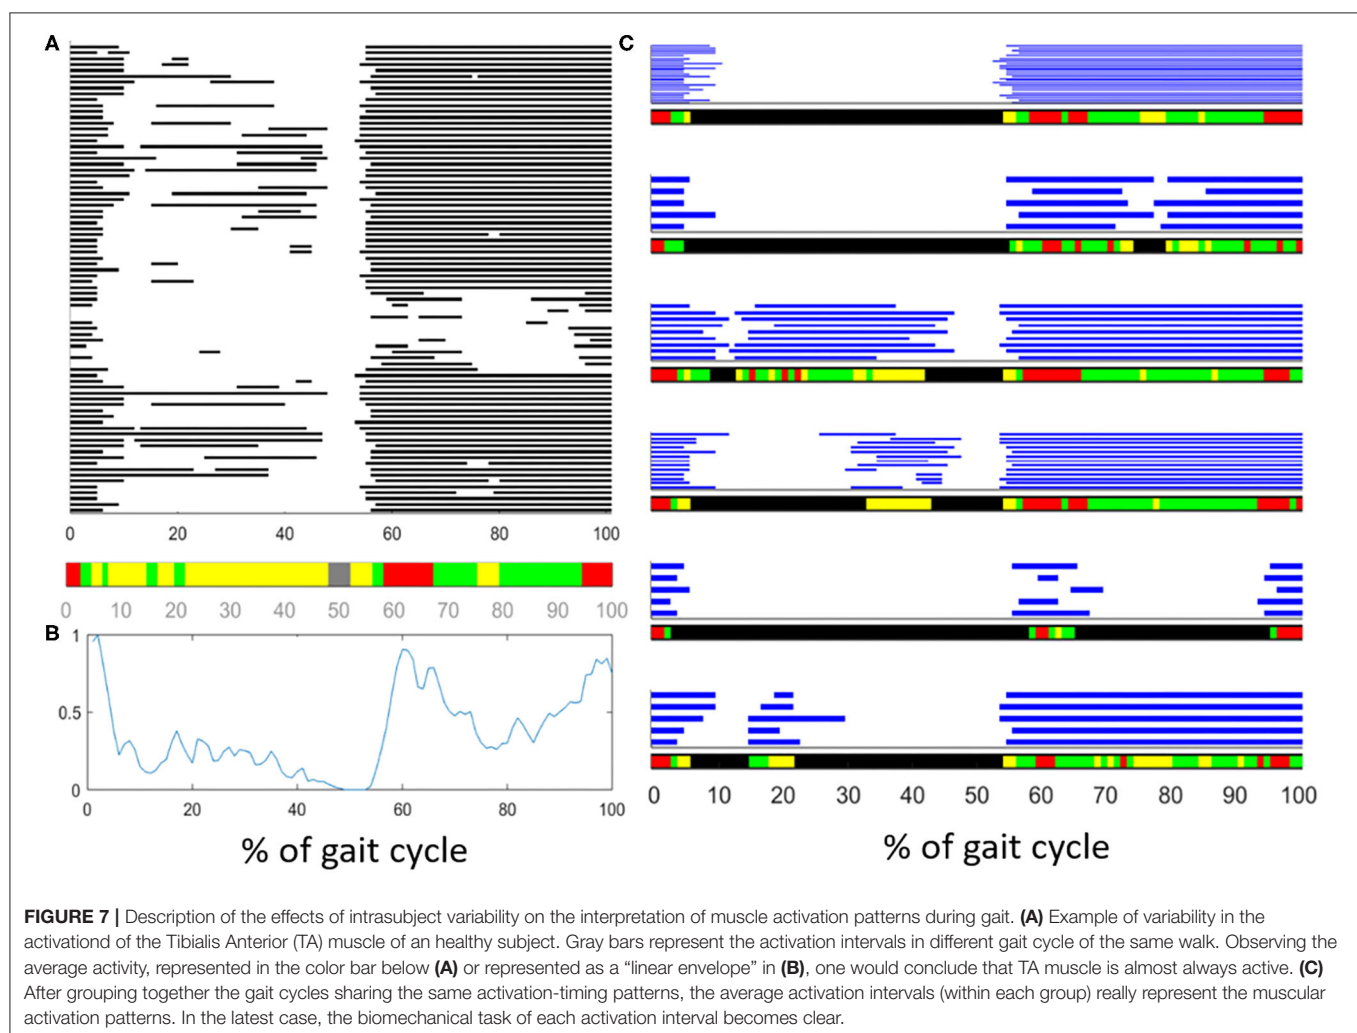 A
C
0 20 40 60 80 100
0 10 20 30 40 50 60 70 80 90 100
B
1
0.5
0
0 20 40 60 80 100
% of gait cycle
0 10 20 30 40 50 60 70 80 90 100
% of gait cycle
FIGURE 7 | Description of the effects of intrasubject variability on the interpretation of muscle activation patterns during gait. (A) Example of variability in the
activationd of the Tibialis Anterior (TA) muscle of an healthy subject. Gray bars represent the activation intervals in different gait cycle of the same walk. Observing the
average activity, represented in the color bar below (A) or represented as a “linear envelope” in (B), one would conclude that TA muscle is almost always active. (C)
After grouping together the gait cycles sharing the same activation-timing patterns, the average activation intervals (within each group) really represent the muscular
activation patterns. In the latest case, the biomechanical task of each activation interval becomes clear.